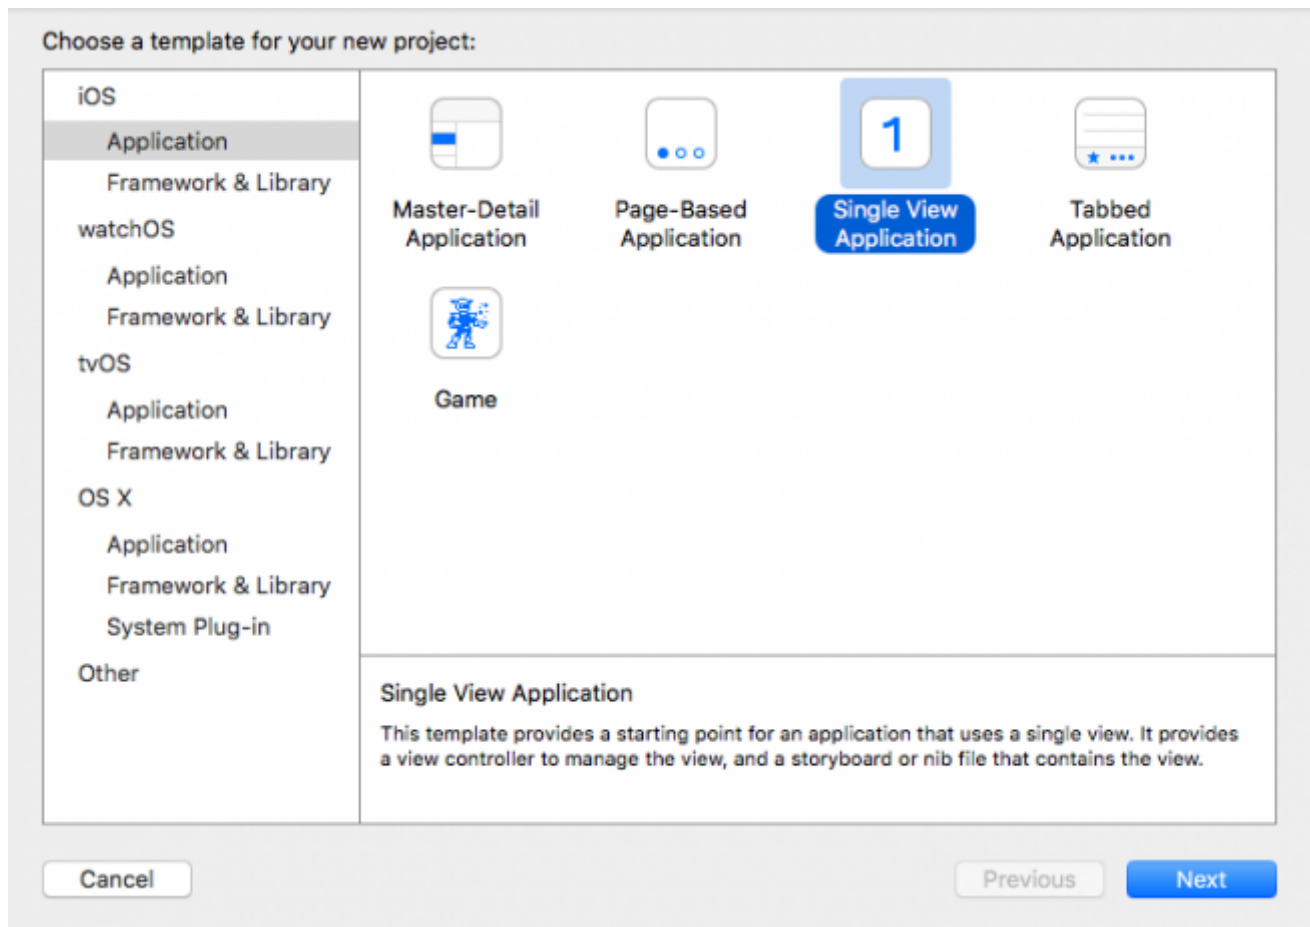 Choose a template for your new project:
iOS
Application
Framework & Library
watchOS
Application
Framework & Library
tvOS
Application
Framework & Library
OS X
Application
Framework & Library
System Plug-in
Other
Master-Detail
Application
Page-Based
Application
1
Single View
Application
Tabbed
Application
Game
Single View Application
This template provides a starting point for an application that uses a single view. It provides
a view controller to manage the view, and a storyboard or nib file that contains the view.
Cancel
Previous
Next